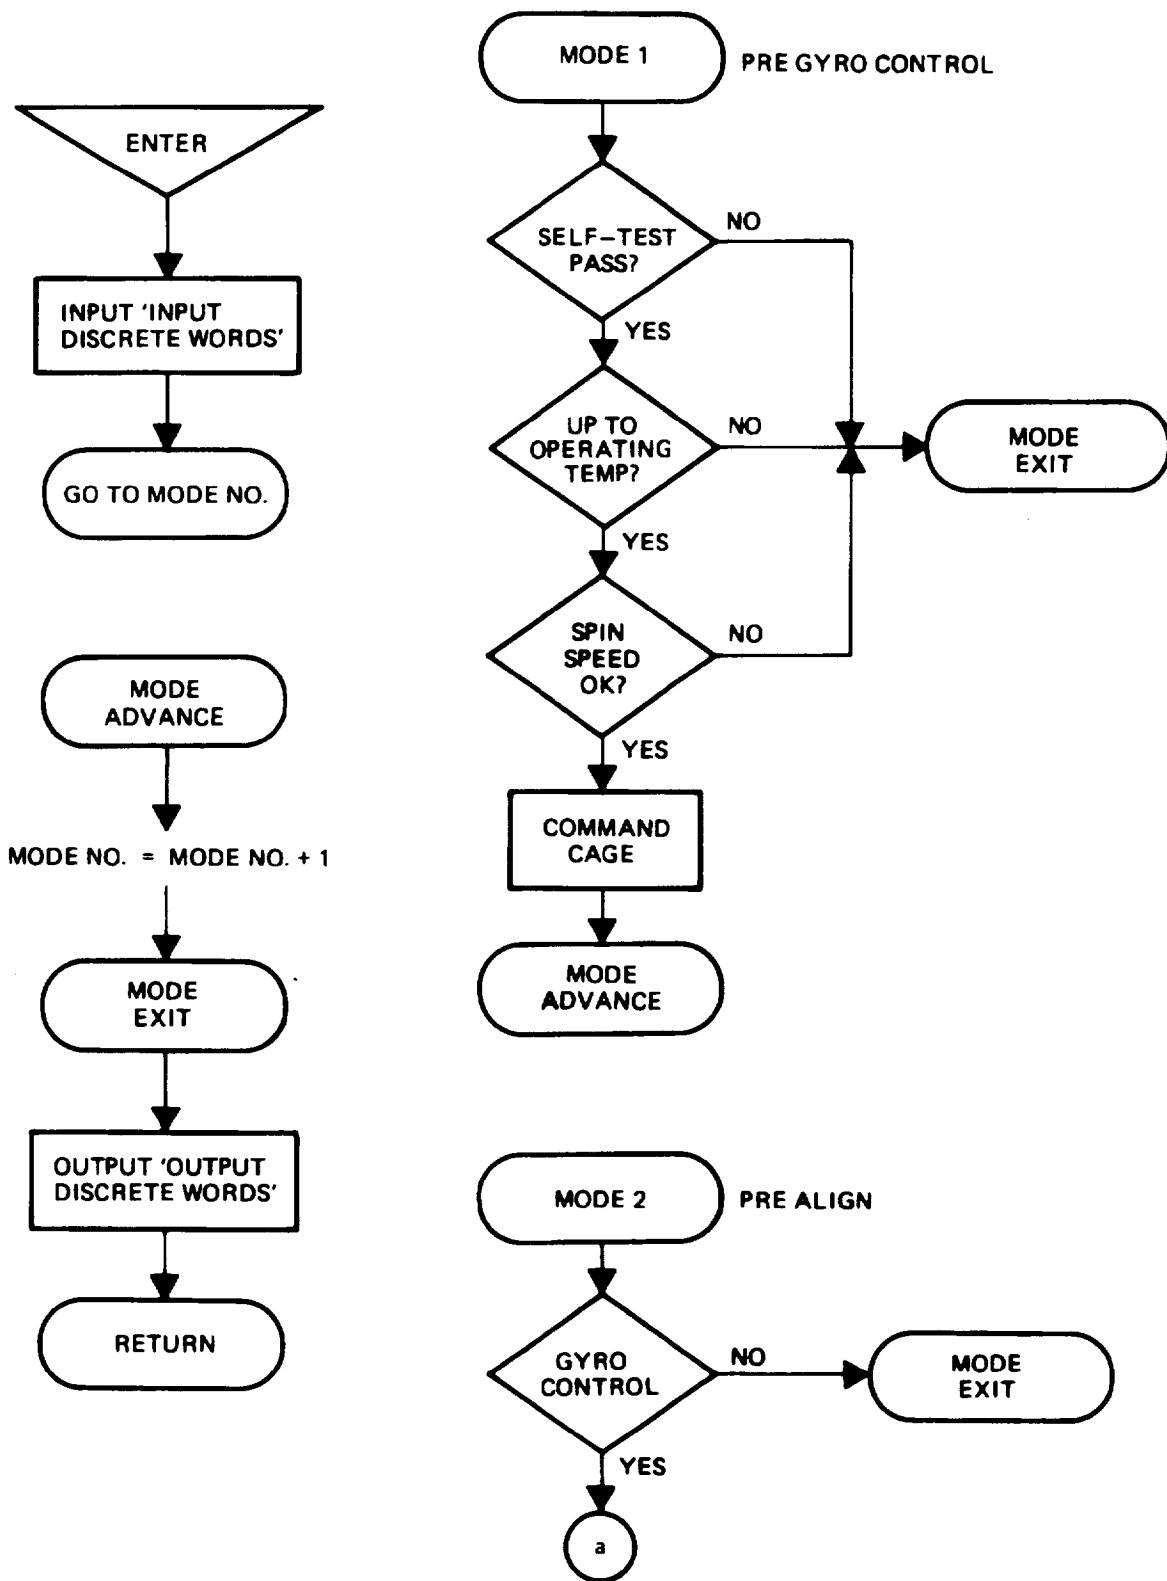 ENTER
INPUT 'INPUT
DISCRETE WORDS'
GO TO MODE NO.
MODE
ADVANCE
MODE NO. = MODE NO. + 1
MODE
EXIT
OUTPUT 'OUTPUT
DISCRETE WORDS'
RETURN
MODE 1
PRE GYRO CONTROL
SELF-TEST
PASS?
NO
YES
UP TO
OPERATING
TEMP?
NO
MODE
EXIT
YES
SPIN
SPEED
OK?
NO
YES
COMMAND
CAGE
MODE
ADVANCE
MODE 2
PRE ALIGN
GYRO
CONTROL
NO
MODE
EXIT
YES
a